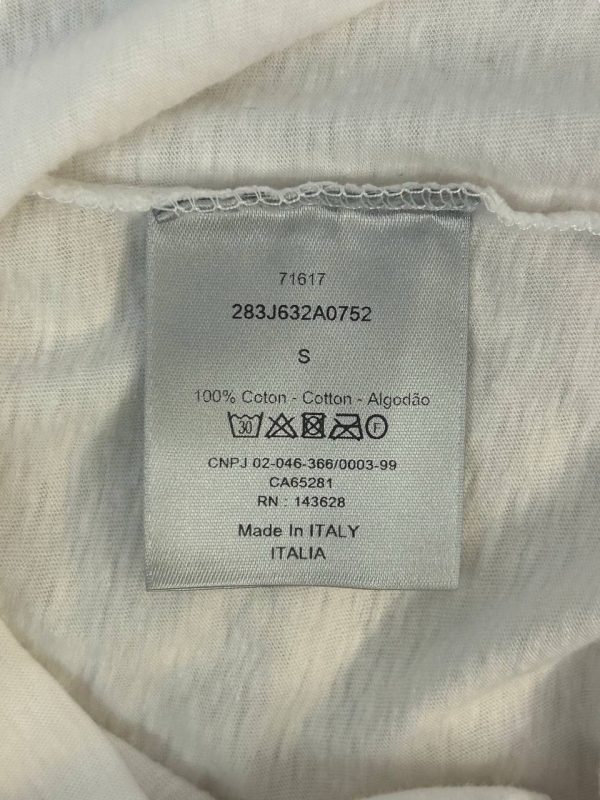 71617
283J632A0752
S
100% Coton - Cotton - Algodão
30 F
CNPJ 02-046-366/0003-99
CA65281
RN : 143628
Made In ITALY
ITALIA